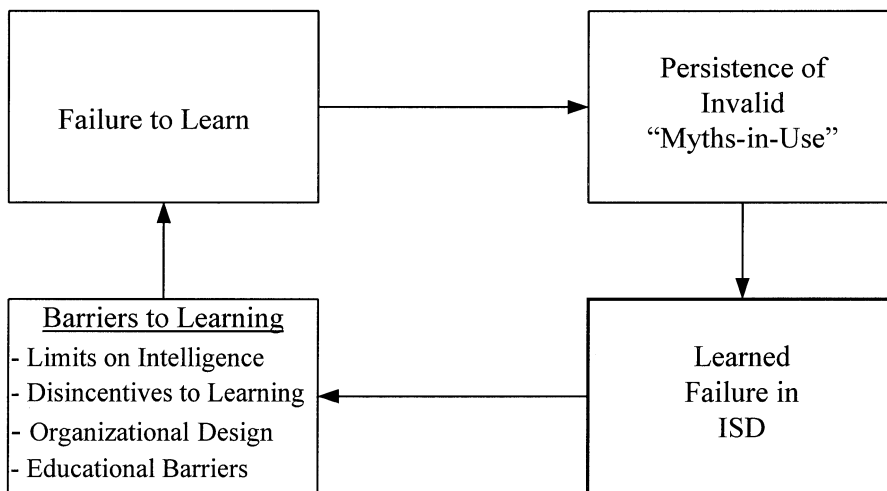 Failure to Learn
Persistence of
Invalid
“Myths-in-Use”
Barriers to Learning
- Limits on Intelligence
- Disincentives to Learning
- Organizational Design
- Educational Barriers
Learned
Failure in
ISD